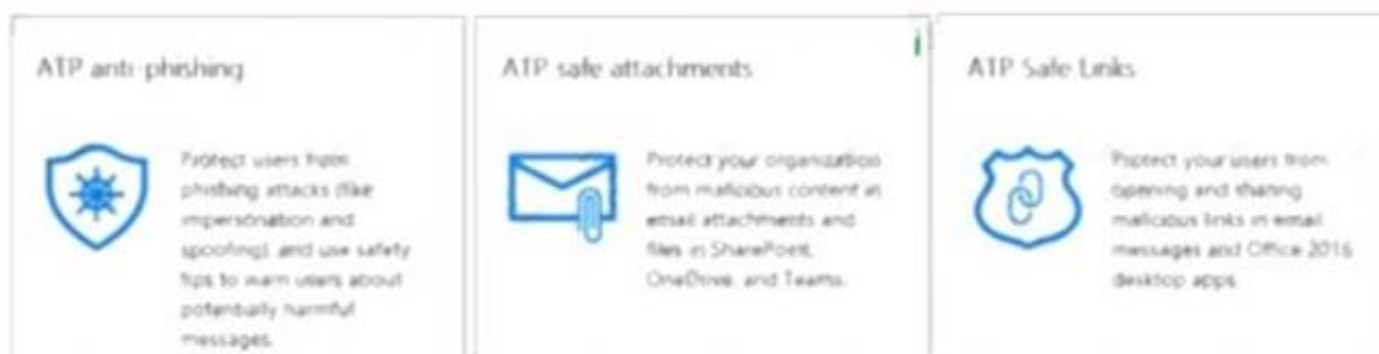 ATP anti-phishing
Protect users from
phishing attacks (like
impersonation and
spoofing), and use safety
tips to warn users about
potentially harmful
messages.
ATP safe attachments
Protect your organization
from malicious content in
email attachments and
files in SharePoint,
OneDrive, and Teams.
ATP Safe Links
Protect your users from
opening and sharing
malicious links in email
messages and Office 2016
desktop apps.